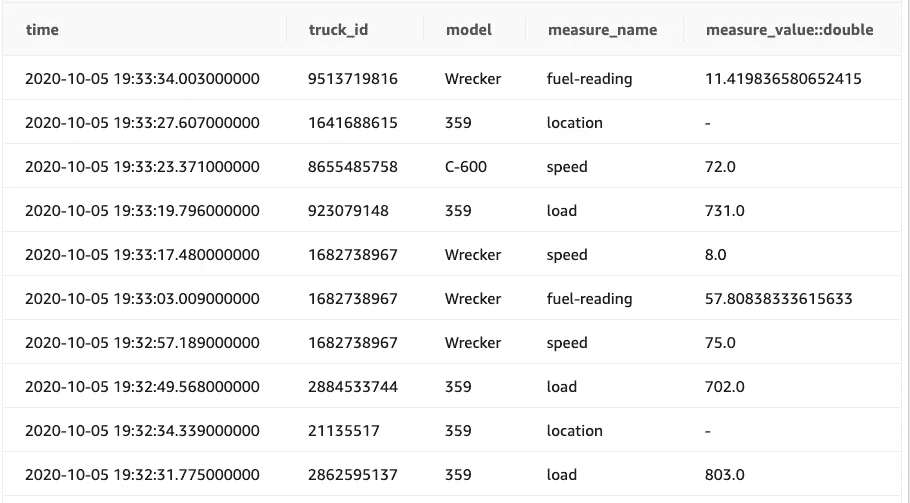 time truck_id model measure_name measure_value::double
2020-10-05 19:33:34.003000000 9513719816 Wrecker fuel-reading 11.419836580652415
2020-10-05 19:33:27.607000000 1641688615 359 location -
2020-10-05 19:33:23.371000000 8655485758 C-600 speed 72.0
2020-10-05 19:33:19.796000000 923079148 359 load 731.0
2020-10-05 19:33:17.480000000 1682738967 Wrecker speed 8.0
2020-10-05 19:33:03.009000000 1682738967 Wrecker fuel-reading 57.80838333615633
2020-10-05 19:32:57.189000000 1682738967 Wrecker speed 75.0
2020-10-05 19:32:49.568000000 2884533744 359 load 702.0
2020-10-05 19:32:34.339000000 21135517 359 location -
2020-10-05 19:32:31.775000000 2862595137 359 load 803.0